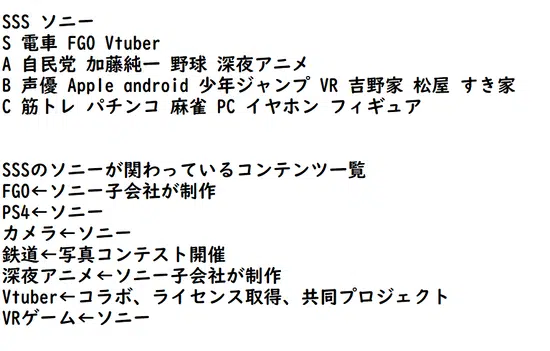 SSS ソニー
S 電車 FGO Vtuber
A 自民党 加藤純一 野球 深夜アニメ
B 声優 Apple android 少年ジャンプ VR 吉野家 松屋 すき家
C 筋トレ パチンコ 麻雀 PC イヤホン フィギュア
SSSのソニーが関わっているコンテンツ一覧
FGO←ソニー子会社が制作
PS4←ソニー
カメラ←ソニー
鉄道←写真コンテスト開催
深夜アニメ←ソニー子会社が制作
Vtuber←コラボ、ライセンス取得、共同プロジェクト
VRゲーム←ソニー